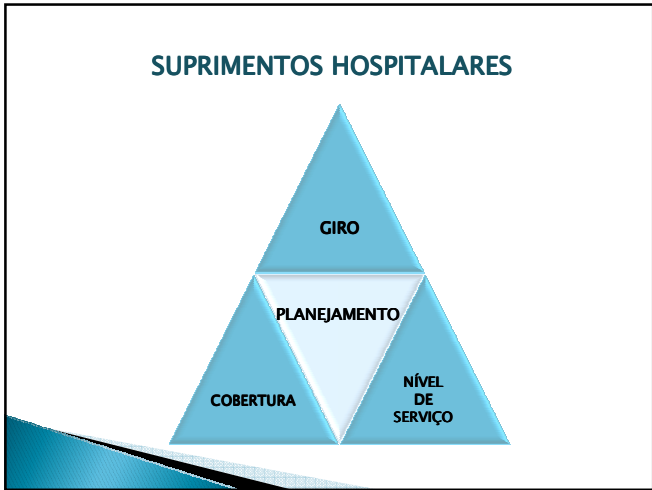 SUPRIMENTOS HOSPITALARES
GIRO
PLANEJAMENTO
COBERTURA
NÍVEL
DE
SERVIÇO